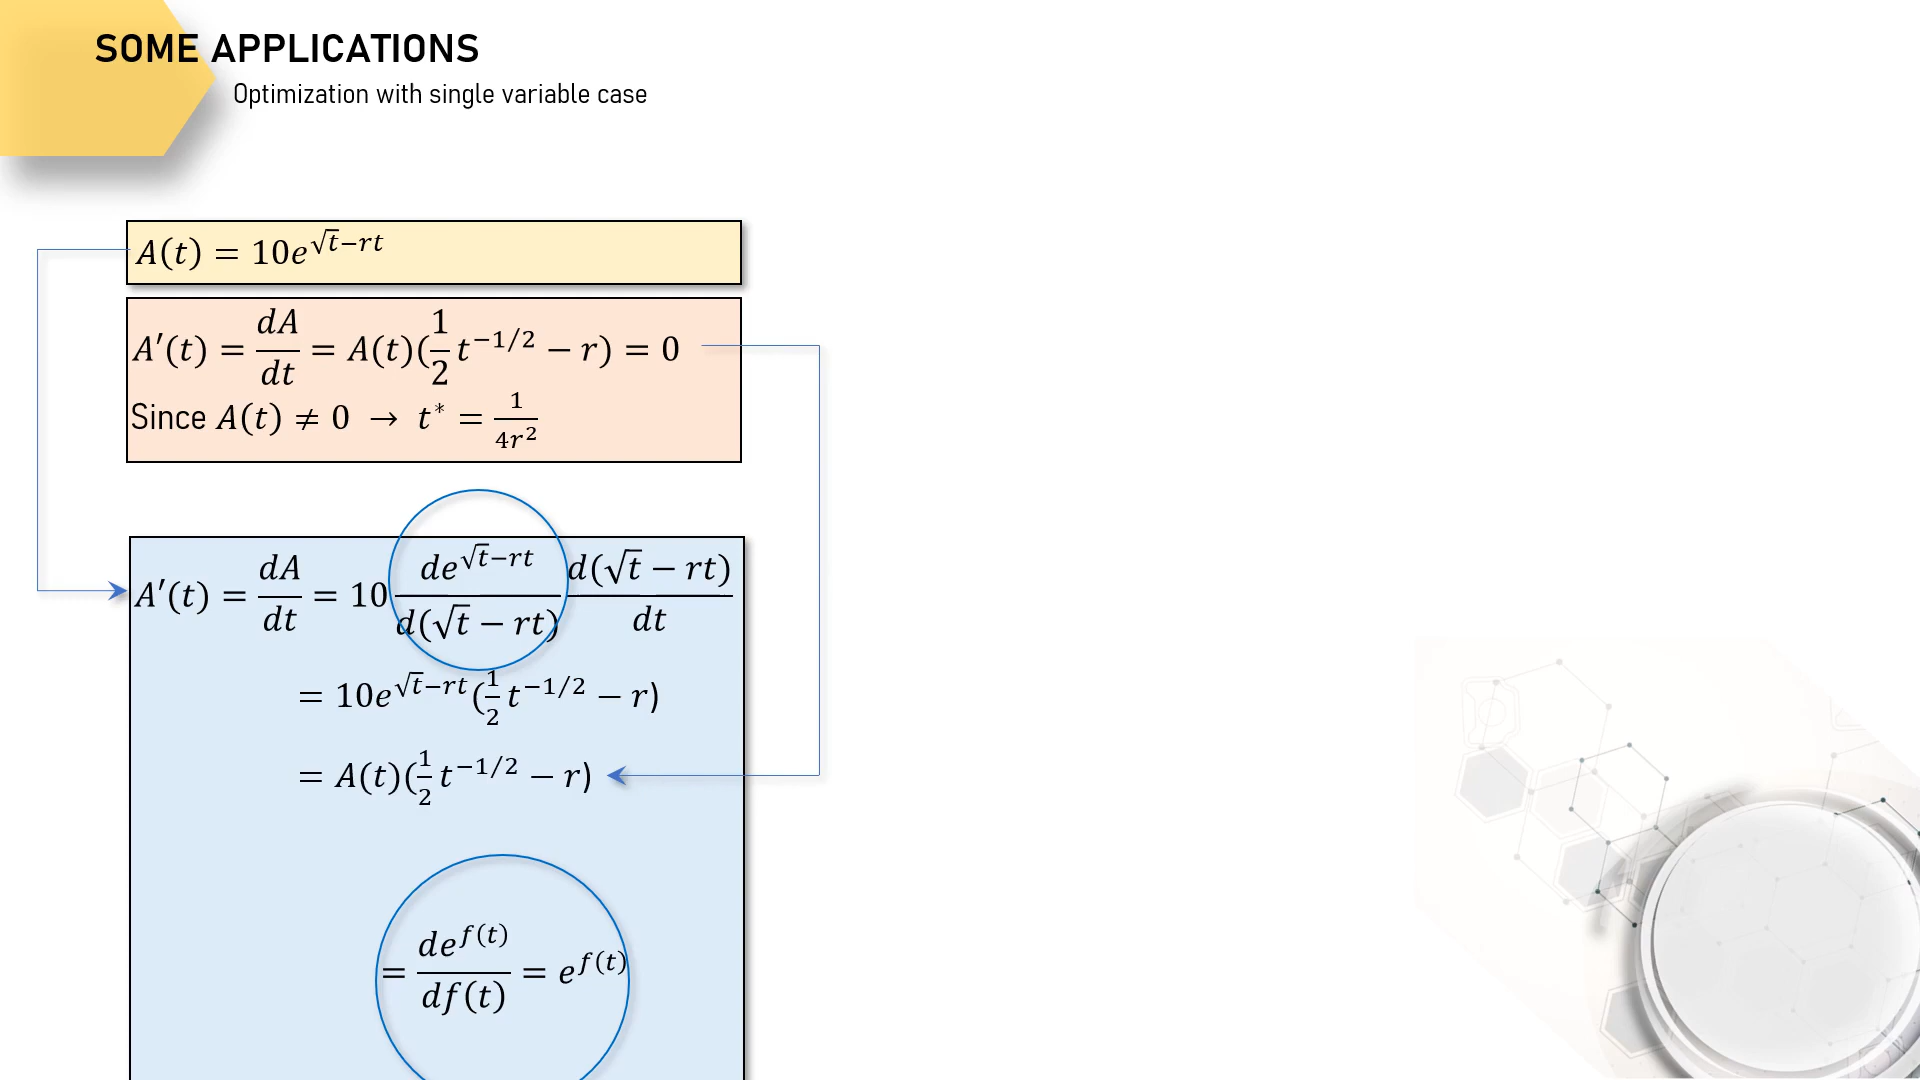 SOME APPLICATIONS
Optimization with single variable case
A(t) = 10e^{√t−rt}
A′(t) = dA/dt = A(t)(1/2 t^{−1/2} − r) = 0
Since A(t) ≠ 0 → t* = 1/4r²
A′(t) = dA/dt = 10 de^{√t−rt}/d(√t − rt) d(√t − rt)/dt
= 10e^{√t−rt}(1/2 t^{−1/2} − r)
= A(t)(1/2 t^{−1/2} − r)
= de^{f(t)}/df(t) = e^{f(t)}